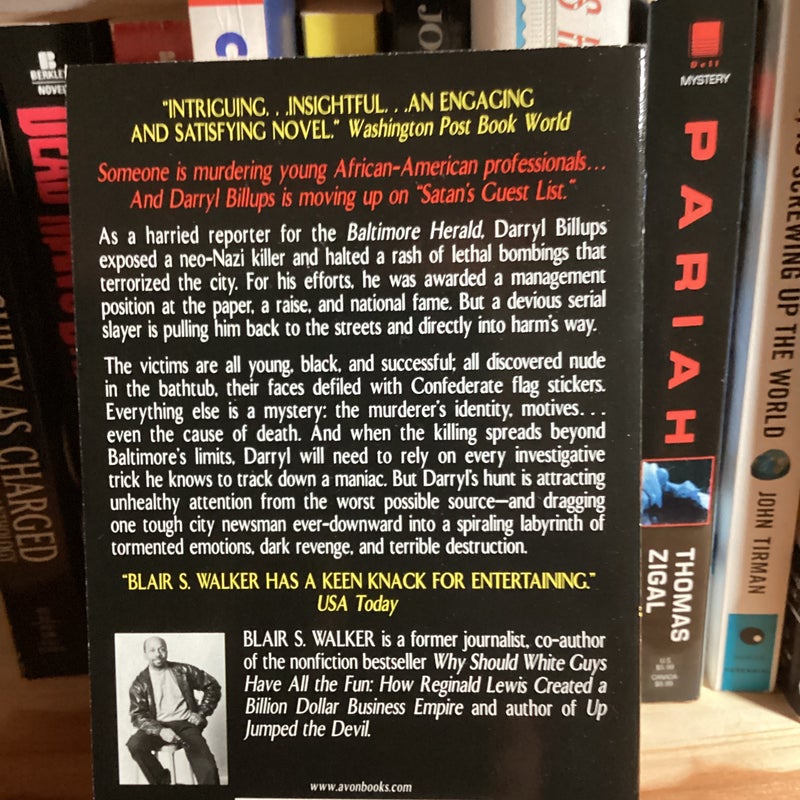 "INTRIGUING. . .INSIGHTFUL. . .AN ENGAGING
AND SATISFYING NOVEL." Washington Post Book World
Someone is murdering young African-American professionals...
And Darryl Billups is moving up on "Satan's Guest List."
As a harried reporter for the Baltimore Herald, Darryl Billups
exposed a neo-Nazi killer and halted a rash of lethal bombings that
terrorized the city. For his efforts, he was awarded a management
position at the paper, a raise, and national fame. But a devious serial
slayer is pulling him back to the streets and directly into harm's way.
The victims are all young, black, and successful; all discovered nude
in the bathtub, their faces defiled with Confederate flag stickers.
Everything else is a mystery: the murderer's identity, motives. . .
even the cause of death. And when the killing spreads beyond
Baltimore's limits, Darryl will need to rely on every investigative
trick he knows to track down a maniac. But Darryl's hunt is attracting
unhealthy attention from the worst possible source—and dragging
one tough city newsman ever-downward into a spiraling labyrinth of
tormented emotions, dark revenge, and terrible destruction.
"BLAIR S. WALKER HAS A KEEN KNACK FOR ENTERTAINING."
USA Today
BLAIR S. WALKER is a former journalist, co-author
of the nonfiction bestseller Why Should White Guys
Have All the Fun: How Reginald Lewis Created a
Billion Dollar Business Empire and author of Up
Jumped the Devil.
www.avonbooks.com
BERKLEY
NOVEL
DEAD
GUILTY AS CHARGED
JO
Dell
MYSTERY
PARIAH
THOMAS
ZIGAL
U.S.
$5.99
CANADA
SCREWING UP THE WORLD
JOHN TIRMAN